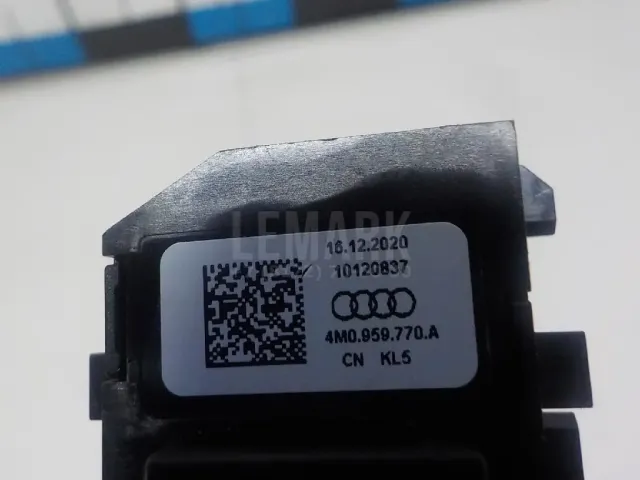 LEMARK
16.12.2020
10120837
4M0.959.770.A
CN KL5